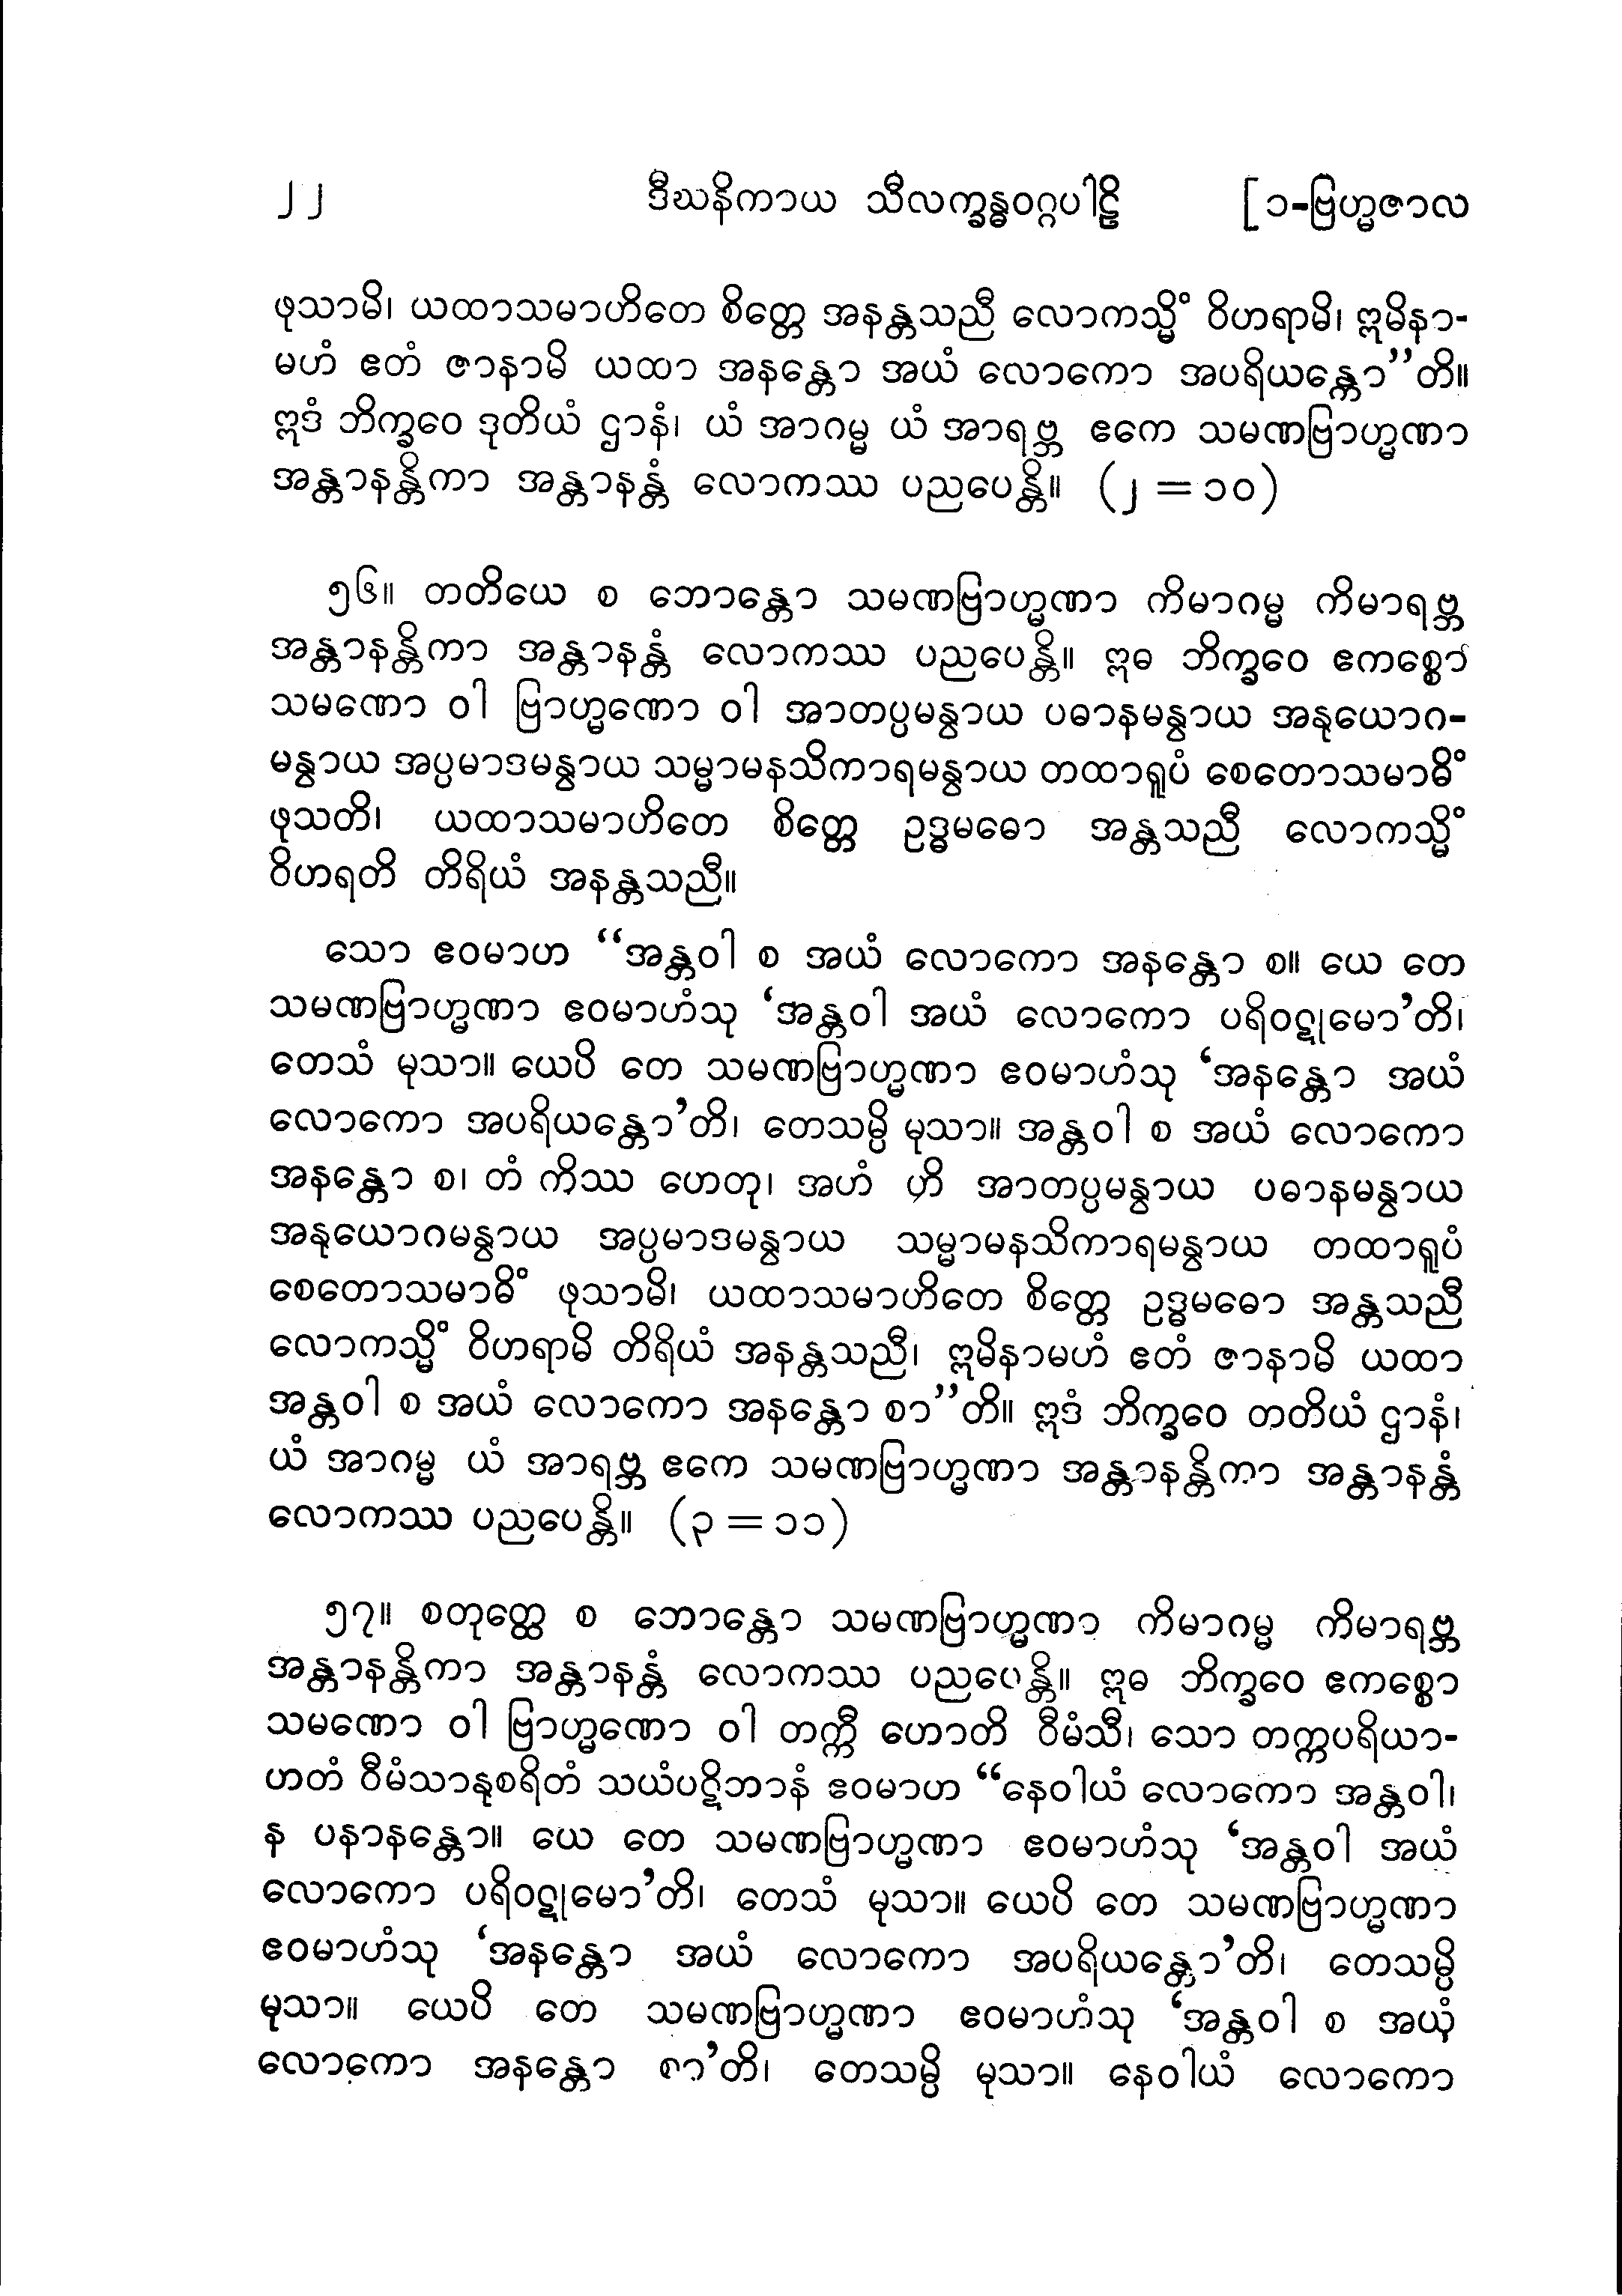 ၂၂ ဒီဃနိကာယ သီလက္ခန္ဓဝဂ္ဂပါဠိ [ ၁-ဗြဟ္မဇာလ
ဖုသာမိ၊ ယထာသမာဟိတေ စိတ္တေ အနန္တသညီ လောကသ္မိံ ဝိဟရာမိ၊ ဣမိနာ-
မဟံ ဧတံ ဇာနာမိ ယထာ အနန္တော အယံ လောကော အပရိယန္တော”တိ။
ဣဒံ ဘိက္ခဝေ ဒုတိယံ ဌာနံ၊ ယံ အာဂမ္မ ယံ အာရဗ္ဘ ဧကေ သမဏဗြာဟ္မဏာ
အန္တာနန္တိကာ အန္တာနန္တံ လောကဿ ပညပေန္တိ။ (၂ = ၁၀)
၅၆။ တတိယေ စ ဘောန္တော သမဏဗြာဟ္မဏာ ကိမာဂမ္မ ကိမာရဗ္ဘ
အန္တာနန္တိကာ အန္တာနန္တံ လောကဿ ပညပေန္တိ။ ဣဓ ဘိက္ခဝေ ဧကစ္စော
သမဏော ဝါ ဗြာဟ္မဏော ဝါ အာတပ္ပမန္ွာယ ပဓာနမန္ွာယ အနုယောဂ-
မန္ွာယ အပ္ပမာဒမန္ွာယ သမ္မာမနသိကာရမန္ွာယ တထာရူပံ စေတောသမာဓိံ
ဖုသတိ၊ ယထာသမာဟိတေ စိတ္တေ ဥဒ္ဓမဓော အန္တသညီ လောကသ္မိံ
ဝိဟရတိ တိရိယံ အနန္တသညီ။
သော ဧဝမာဟ “အန္တဝါ စ အယံ လောကော အနန္တော စ။ ယေ တေ
သမဏဗြာဟ္မဏာ ဧဝမာဟံသု ‘အန္တဝါ အယံ လောကော ပရိဝဋုမော’တိ၊
တေသံ မုသာ။ ယေပိ တေ သမဏဗြာဟ္မဏာ ဧဝမာဟံသု ‘အနန္တော အယံ
လောကော အပရိယန္တော’တိ၊ တေသမ္ပိ မုသာ။ အန္တဝါ စ အယံ လောကော
အနန္တော စ၊ တံ ကိဿ ဟေတု၊ အဟံ ဟိ အာတပ္ပမန္ွာယ ပဓာနမန္ွာယ
အနုယောဂမန္ွာယ အပ္ပမာဒမန္ွာယ သမ္မာမနသိကာရမန္ွာယ တထာရူပံ
စေတောသမာဓိံ ဖုသာမိ၊ ယထာသမာဟိတေ စိတ္တေ ဥဒ္ဓမဓော အန္တသညီ
လောကသ္မိံ ဝိဟရာမိ တိရိယံ အနန္တသညီ၊ ဣမိနာမဟံ ဧတံ ဇာနာမိ ယထာ
အန္တဝါ စ အယံ လောကော အနန္တော စာ”တိ။ ဣဒံ ဘိက္ခဝေ တတိယံ ဌာနံ၊
ယံ အာဂမ္မ ယံ အာရဗ္ဘ ဧကေ သမဏဗြာဟ္မဏာ အန္တာနန္တိကာ အန္တာနန္တံ
လောကဿ ပညပေန္တိ။ (၃ = ၁၁)
၅၇။ စတုတ္ထေ စ ဘောန္တော သမဏဗြာဟ္မဏာ ကိမာဂမ္မ ကိမာရဗ္ဘ
အန္တာနန္တိကာ အန္တာနန္တံ လောကဿ ပညပေန္တိ။ ဣဓ ဘိက္ခဝေ ဧကစ္စော
သမဏော ဝါ ဗြာဟ္မဏော ဝါ တက္ကီ ဟောတိ ဝီမံသီ၊ သော တက္ကပရိယာ-
ဟတံ ဝီမံသာနုစရိတံ သယံပဋိဘာနံ ဧဝမာဟ “နေဝါယံ လောကော အန္တဝါ၊
န ပနာနန္တော။ ယေ တေ သမဏဗြာဟ္မဏာ ဧဝမာဟံသု ‘အန္တဝါ အယံ
လောကော ပရိဝဋုမော’တိ၊ တေသံ မုသာ။ ယေပိ တေ သမဏဗြာဟ္မဏာ
ဧဝမာဟံသု ‘အနန္တော အယံ လောကော အပရိယန္တော’တိ၊ တေသမ္ပိ
မုသာ။ ယေပိ တေ သမဏဗြာဟ္မဏာ ဧဝမာဟံသု ‘အန္တဝါ စ အယံ
လောကော အနန္တော စာ’တိ၊ တေသမ္ပိ မုသာ။ နေဝါယံ လောကော